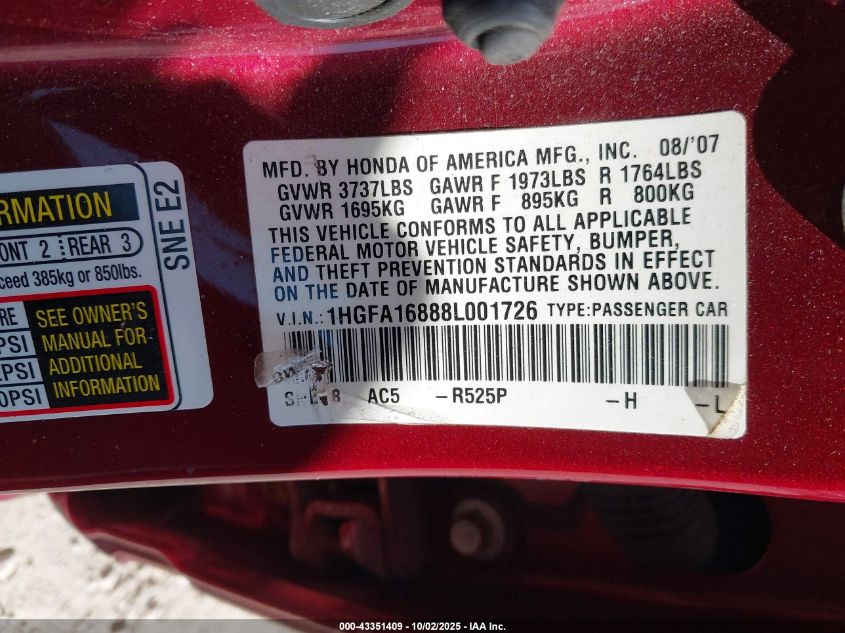 RMATION
ONT 2 REAR 3
ceed 385kg or 850lbs.
RE
PSI
PSI
0PSI
SEE OWNER'S
MANUAL FOR
ADDITIONAL
INFORMATION
SNE E2
MFD. BY HONDA OF AMERICA MFG., INC. 08/'07
GVWR 3737LBS GAWR F 1973LBS R 1764LBS
GVWR 1695KG GAWR F 895KG R 800KG
THIS VEHICLE CONFORMS TO ALL APPLICABLE
FEDERAL MOTOR VEHICLE SAFETY, BUMPER,
AND THEFT PREVENTION STANDARDS IN EFFECT
ON THE DATE OF MANUFACTURE SHOWN ABOVE.
V.I.N.: 1HGFA16888L001726 TYPE:PASSENGER CAR
AC5 -R525P -H -L
000-43351409 - 10/02/2025 - IAA Inc.